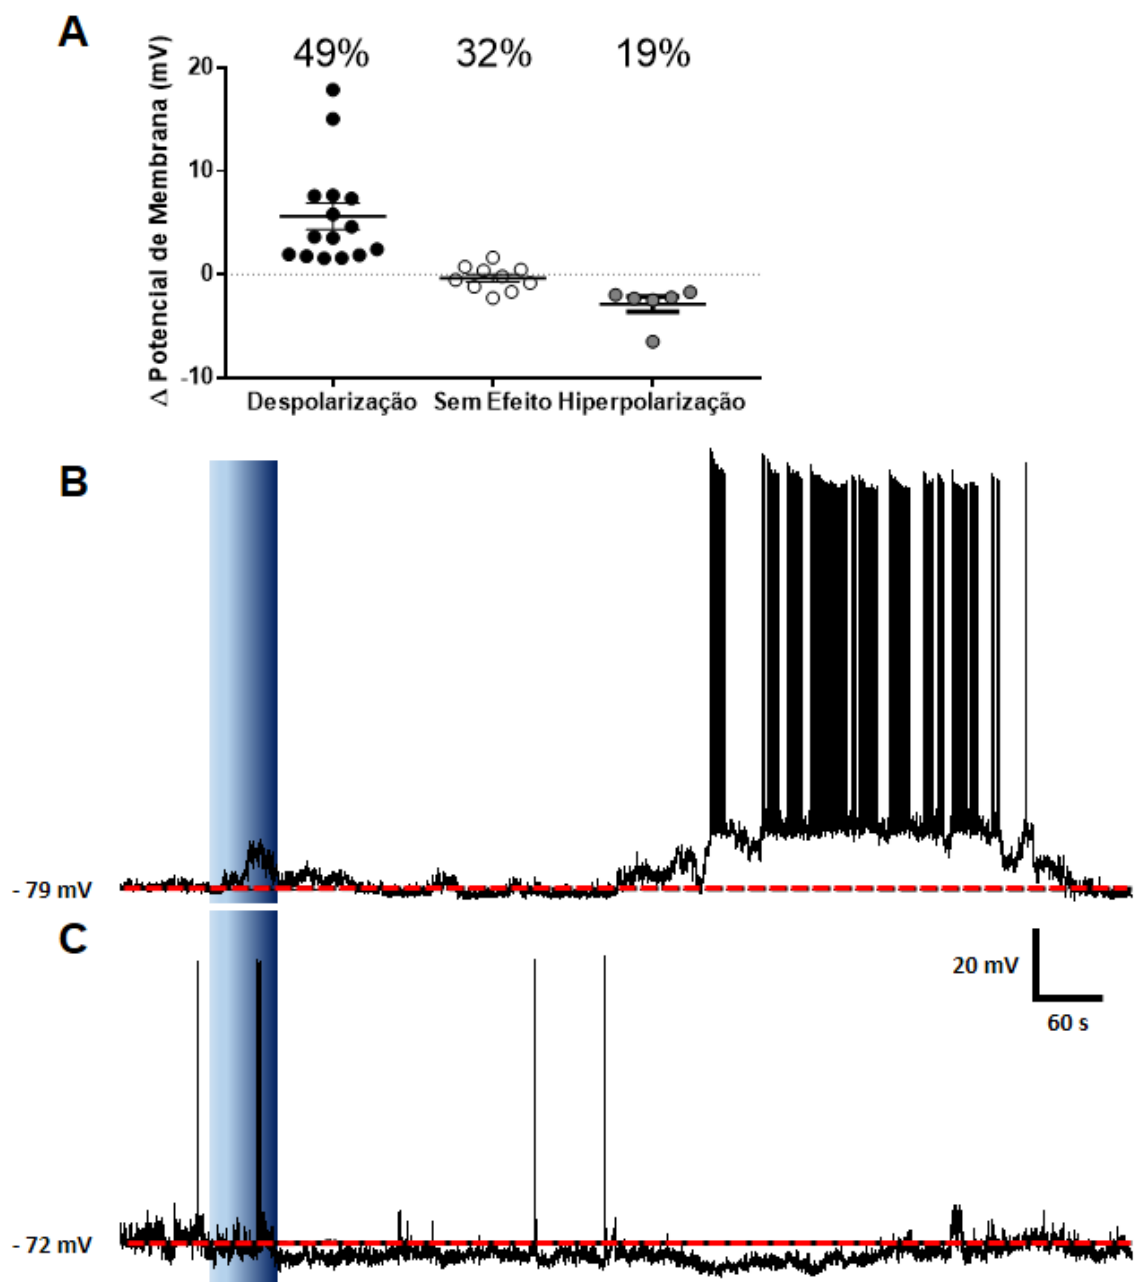 A
49% 32% 19%
Δ Potencial de Membrana (mV)
20
10
0
-10
Despolarização Sem Efeito Hiperpolarização
B
- 79 mV
C
20 mV
60 s
- 72 mV